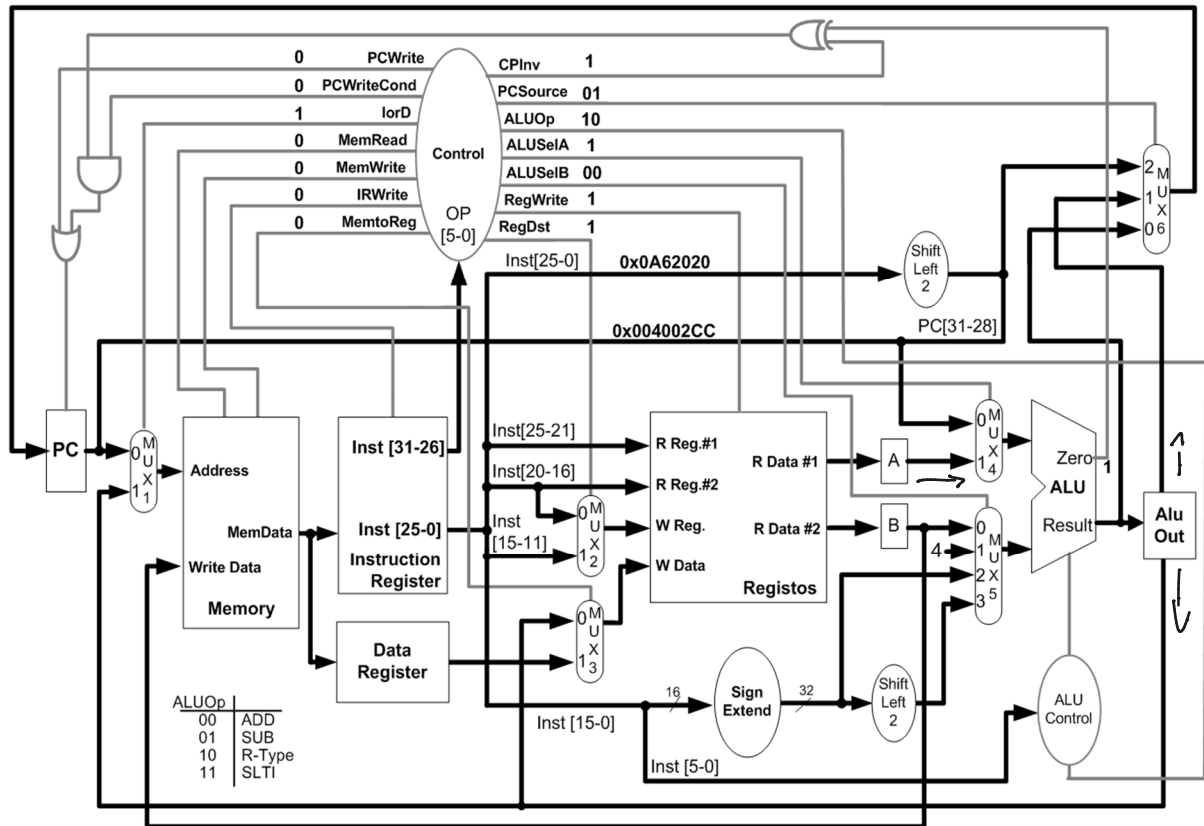 0 PCWrite
0 PCWriteCond
1 IorD
0 MemRead
0 MemWrite
0 IRWrite
0 MemtoReg
Control
OP
[5-0]
CPInv 1
PCSource 01
ALUOp 10
ALUSelA 1
ALUSelB 00
RegWrite 1
RegDst 1
Inst[25-0]
0x0A62020
Shift
Left
2
2
1
0
M
U
X
6
PC[31-28]
0x004002CC
PC
0
1
M
U
X
1
Address
MemData
Write Data
Memory
Inst [31-26]
Inst [25-0]
Instruction
Register
Data
Register
Inst[25-21]
Inst[20-16]
Inst
[15-11]
0
1
M
U
X
2
0
1
M
U
X
3
R Reg.#1
R Reg.#2
W Reg.
W Data
R Data #1
R Data #2
Registos
A
B
0
1
M
U
X
4
4
0
1
2
3
M
U
X
5
Zero
1
ALU
Result
Alu
Out
Inst [15-0]
16
Sign
Extend
32
Shift
Left
2
ALU
Control
Inst [5-0]
ALUOp
00 ADD
01 SUB
10 R-Type
11 SLTI